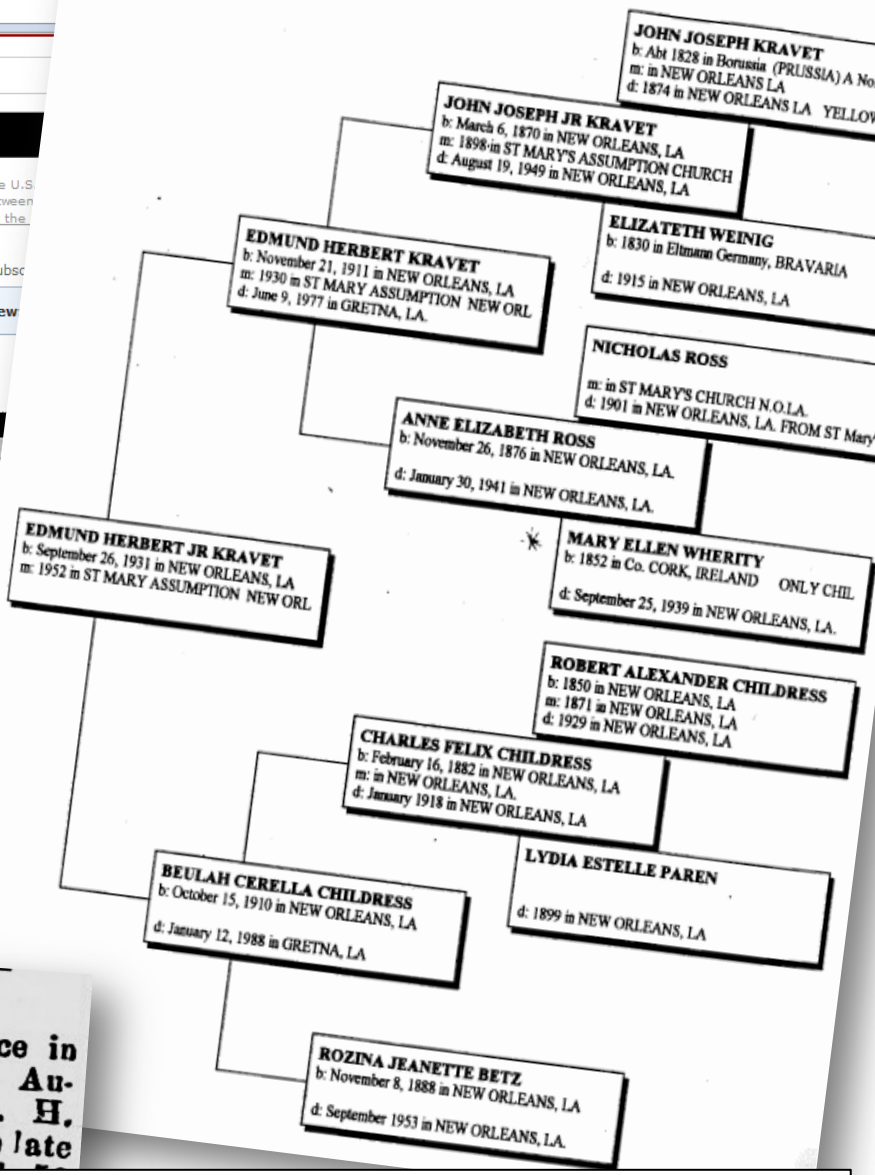 JOHN JOSEPH KRAVET
b: Abt 1828 in Borussia (PRUSSIA) A No
m: in NEW ORLEANS LA
d: 1874 in NEW ORLEANS LA YELLOW
JOHN JOSEPH JR KRAVET
b: March 6, 1870 in NEW ORLEANS, LA
m: 1898 in ST MARY'S ASSUMPTION CHURCH
d: August 19, 1949 in NEW ORLEANS, LA
ELIZATETH WEINIG
b: 1830 in Eltmann Germany, BRAVARIA
d: 1915 in NEW ORLEANS, LA
EDMUND HERBERT KRAVET
b: November 21, 1911 in NEW ORLEANS, LA
m: 1930 in ST MARY ASSUMPTION NEW ORL
d: June 9, 1977 in GRETNA, LA.
NICHOLAS ROSS
m: in ST MARY'S CHURCH N.O.LA.
d: 1901 in NEW ORLEANS, LA. FROM ST Mary'
ANNE ELIZABETH ROSS
b: November 26, 1876 in NEW ORLEANS, LA.
d: January 30, 1941 in NEW ORLEANS, LA.
MARY ELLEN WHERITY
b: 1852 in Co. CORK, IRELAND ONLY CHIL
d: September 25, 1939 in NEW ORLEANS, LA.
EDMUND HERBERT JR KRAVET
b: September 26, 1931 in NEW ORLEANS, LA
m: 1952 in ST MARY ASSUMPTION NEW ORL
ROBERT ALEXANDER CHILDRESS
b: 1850 in NEW ORLEANS, LA
m: 1871 in NEW ORLEANS, LA
d: 1929 in NEW ORLEANS, LA
CHARLES FELIX CHILDRESS
b: February 16, 1882 in NEW ORLEANS, LA
m: in NEW ORLEANS, LA.
d: January 1918 in NEW ORLEANS, LA
LYDIA ESTELLE PAREN
d: 1899 in NEW ORLEANS, LA
BEULAH CERELLA CHILDRESS
b: October 15, 1910 in NEW ORLEANS, LA
d: January 12, 1988 in GRETNA, LA
ROZINA JEANETTE BETZ
b: November 8, 1888 in NEW ORLEANS, LA
d: September 1953 in NEW ORLEANS, LA.
e U.S
tween
the
ubsc
ew
ce in
Au-
. H.
late